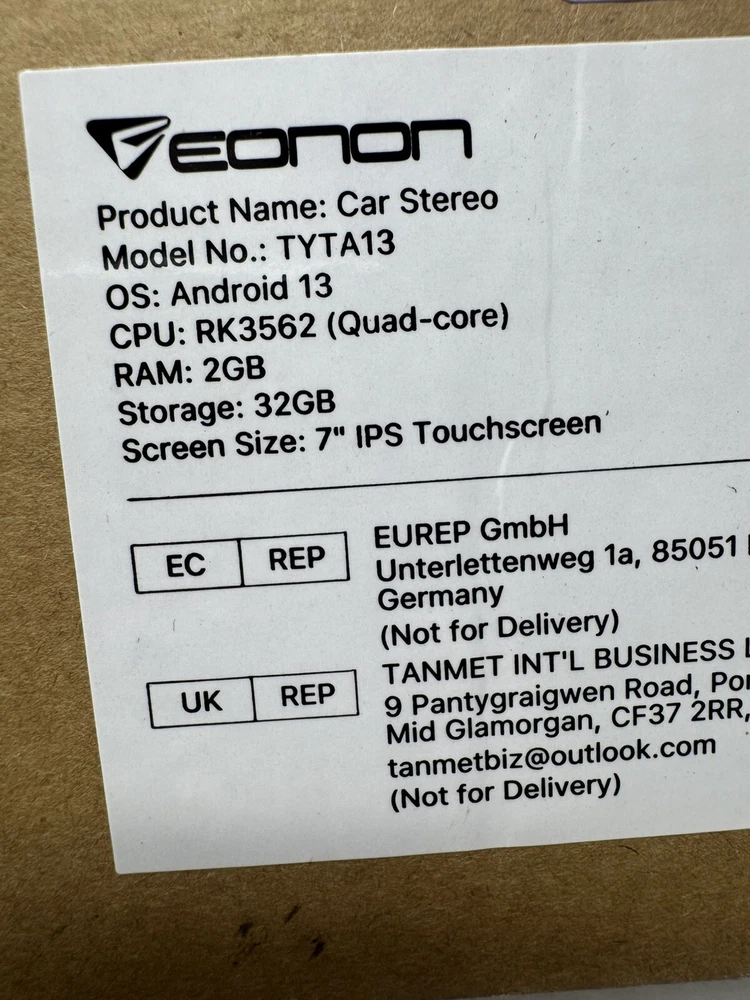 EONON
Product Name: Car Stereo
Model No.: TYTA13
OS: Android 13
CPU: RK3562 (Quad-core)
RAM: 2GB
Storage: 32GB
Screen Size: 7" IPS Touchscreen
EC REP
EUREP GmbH
Unterlettenweg 1a, 85051
Germany
(Not for Delivery)
UK REP
TANMET INT'L BUSINESS
9 Pantygraigwen Road,
Mid Glamorgan, CF37 2RR,
tanmetbiz@outlook.com
(Not for Delivery)